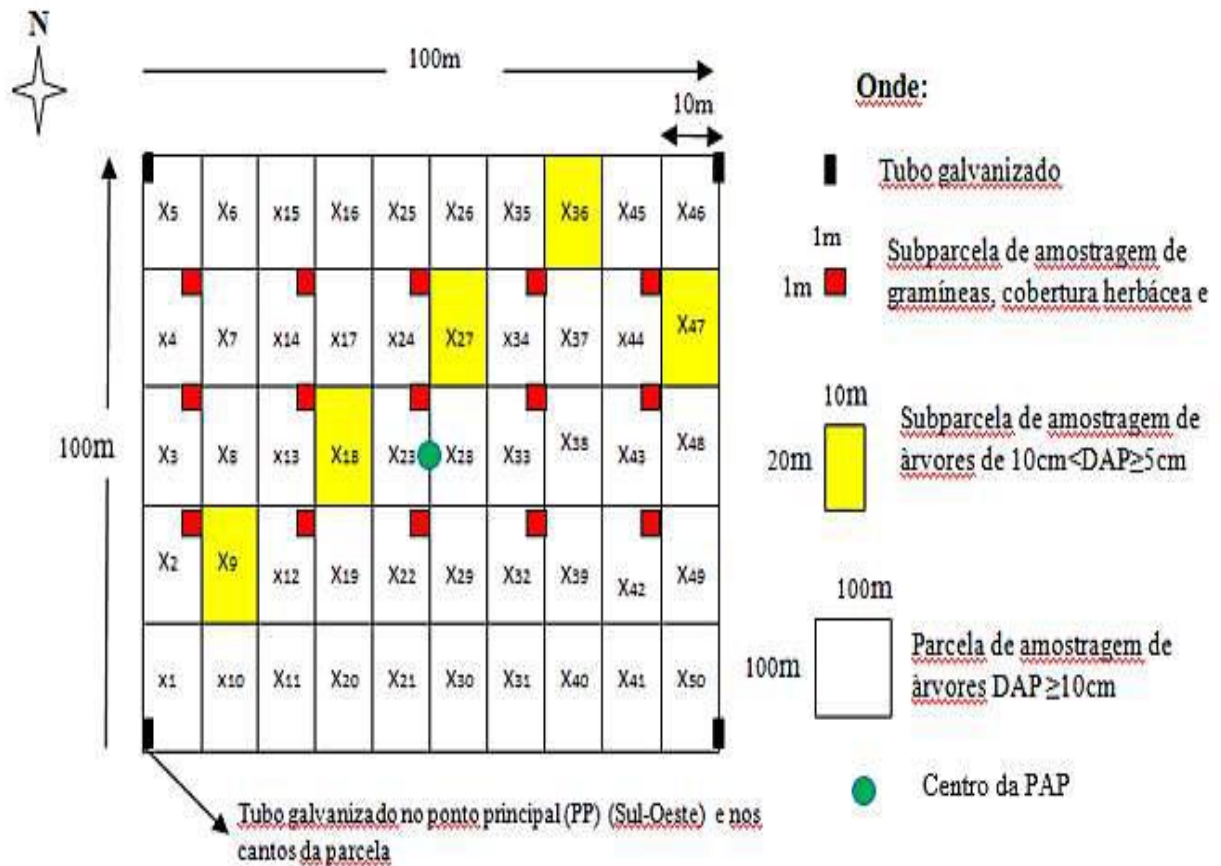 N
100m
10m
Onde:
Tubo galvanizado
1m
1m
Subparcela de amostragem de
gramíneas, cobertura herbácea e
10m
20m
Subparcela de amostragem de
àrvores de 10cm<DAP≥5cm
100m
100m
Parcela de amostragem de
àrvores DAP ≥10cm
Centro da PAP
100m
X5 X6 x15 X16 X25 X26 X35 X36 X45 X46
x4 X7 x14 x17 x24 X27 x34 X37 x44 X47
X3 X8 x13 X18 X23 X28 X33 X38 X43 X48
X2 X9 x12 X19 X22 X29 X32 X39 X42 X49
x1 x10 X11 X20 X21 X30 X31 X40 X41 X50
Tubo galvanizado no ponto principal (PP) (Sul-Oeste) e nos
cantos da parcela